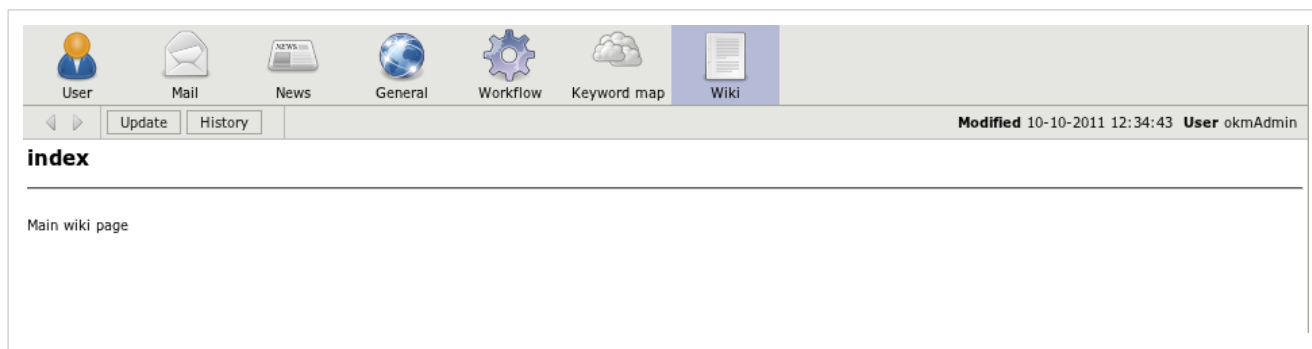 NEWS
User Mail News General Workflow Keyword map Wiki
Update History Modified 10-10-2011 12:34:43 User okmAdmin
index
Main wiki page